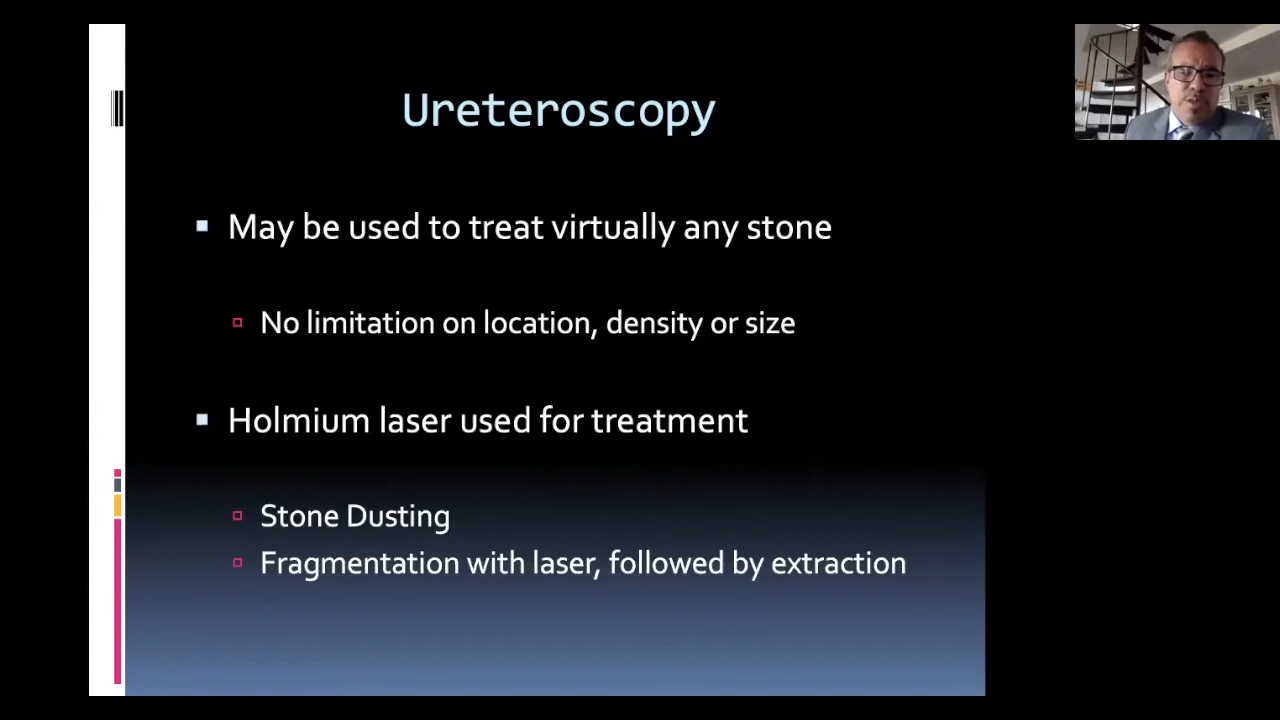 Ureteroscopy
May be used to treat virtually any stone
No limitation on location, density or size
Holmium laser used for treatment
Stone Dusting
Fragmentation with laser, followed by extraction